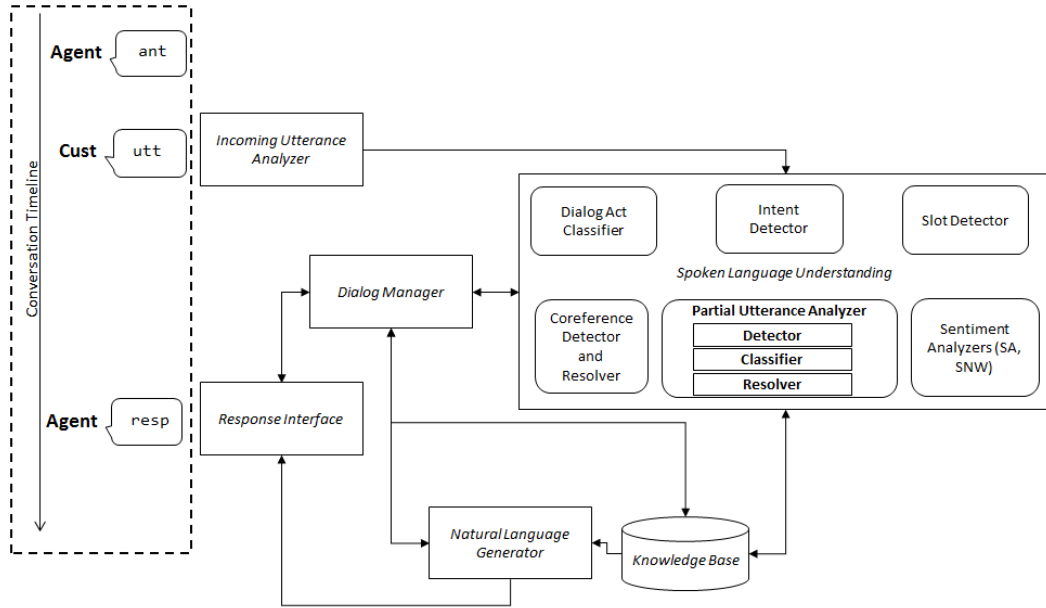 Conversation Timeline
Agent
ant
Cust
utt
Agent
resp
Incoming Utterance
Analyzer
Dialog Act
Classifier
Intent
Detector
Slot Detector
Spoken Language Understanding
Coreference
Detector
and
Resolver
Partial Utterance Analyzer
Detector
Classifier
Resolver
Sentiment
Analyzers (SA,
SNW)
Dialog Manager
Response Interface
Natural Language
Generator
Knowledge Base